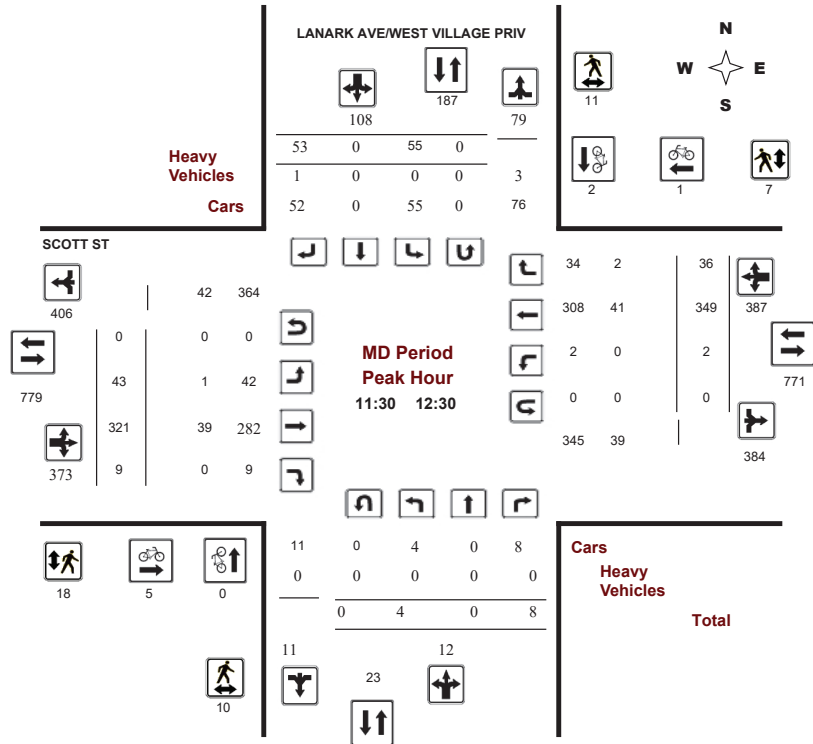 LANARK AVE/WEST VILLAGE PRIV
N
W E
S
187
108 79
11
53 0 55 0
Heavy
Vehicles
1 0 0 0 3
Cars
52 0 55 0 76
2 1 7
SCOTT ST
42 364
406
0 0 0
43 1 42
779
321 39 282
373
9 0 9
MD Period
Peak Hour
11:30 12:30
34 2 36
308 41 349
387
2 0 2
771
0 0 0
345 39
384
11 0 4 0 8
Cars
0 0 0 0 0
Heavy
Vehicles
0 4 0 8
Total
18 5 0
11 12
23
10